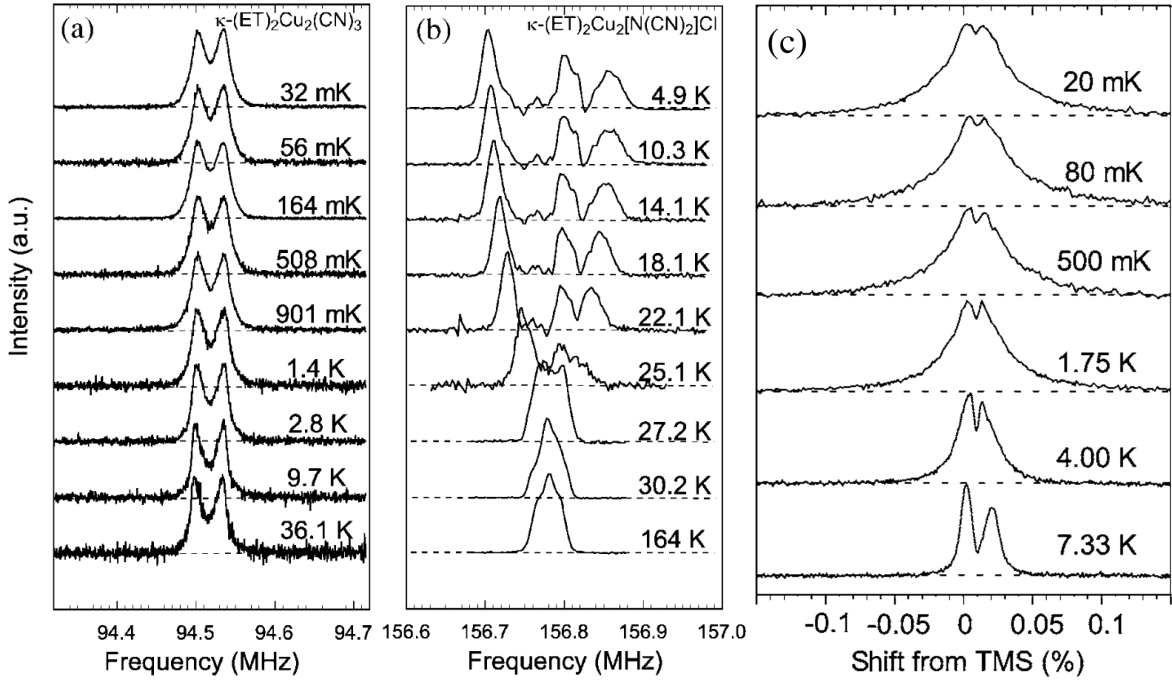 Intensity (a.u.)
(a)
κ-(ET)₂Cu₂(CN)₃
32 mK
56 mK
164 mK
508 mK
901 mK
1.4 K
2.8 K
9.7 K
36.1 K
94.4 94.5 94.6 94.7
Frequency (MHz)
(b)
κ-(ET)₂Cu₂[N(CN)₂]Cl
4.9 K
10.3 K
14.1 K
18.1 K
22.1 K
25.1 K
27.2 K
30.2 K
164 K
156.6 156.7 156.8 156.9 157.0
Frequency (MHz)
(c)
20 mK
80 mK
500 mK
1.75 K
4.00 K
7.33 K
-0.1 -0.05 0 0.05 0.1
Shift from TMS (%)